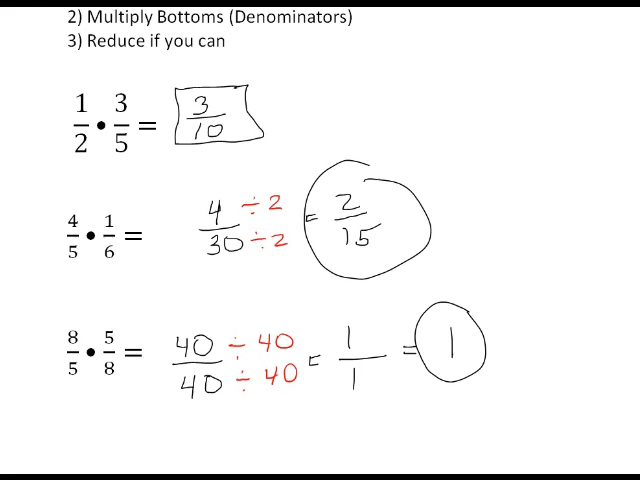 2) Multiply Bottoms (Denominators)
3) Reduce if you can
1/2 • 3/5 = 3/10
4/5 • 1/6 = 4/30 ÷2/÷2 = 2/15
8/5 • 5/8 = 40/40 ÷ 40/÷ 40 = 1/1 = 1